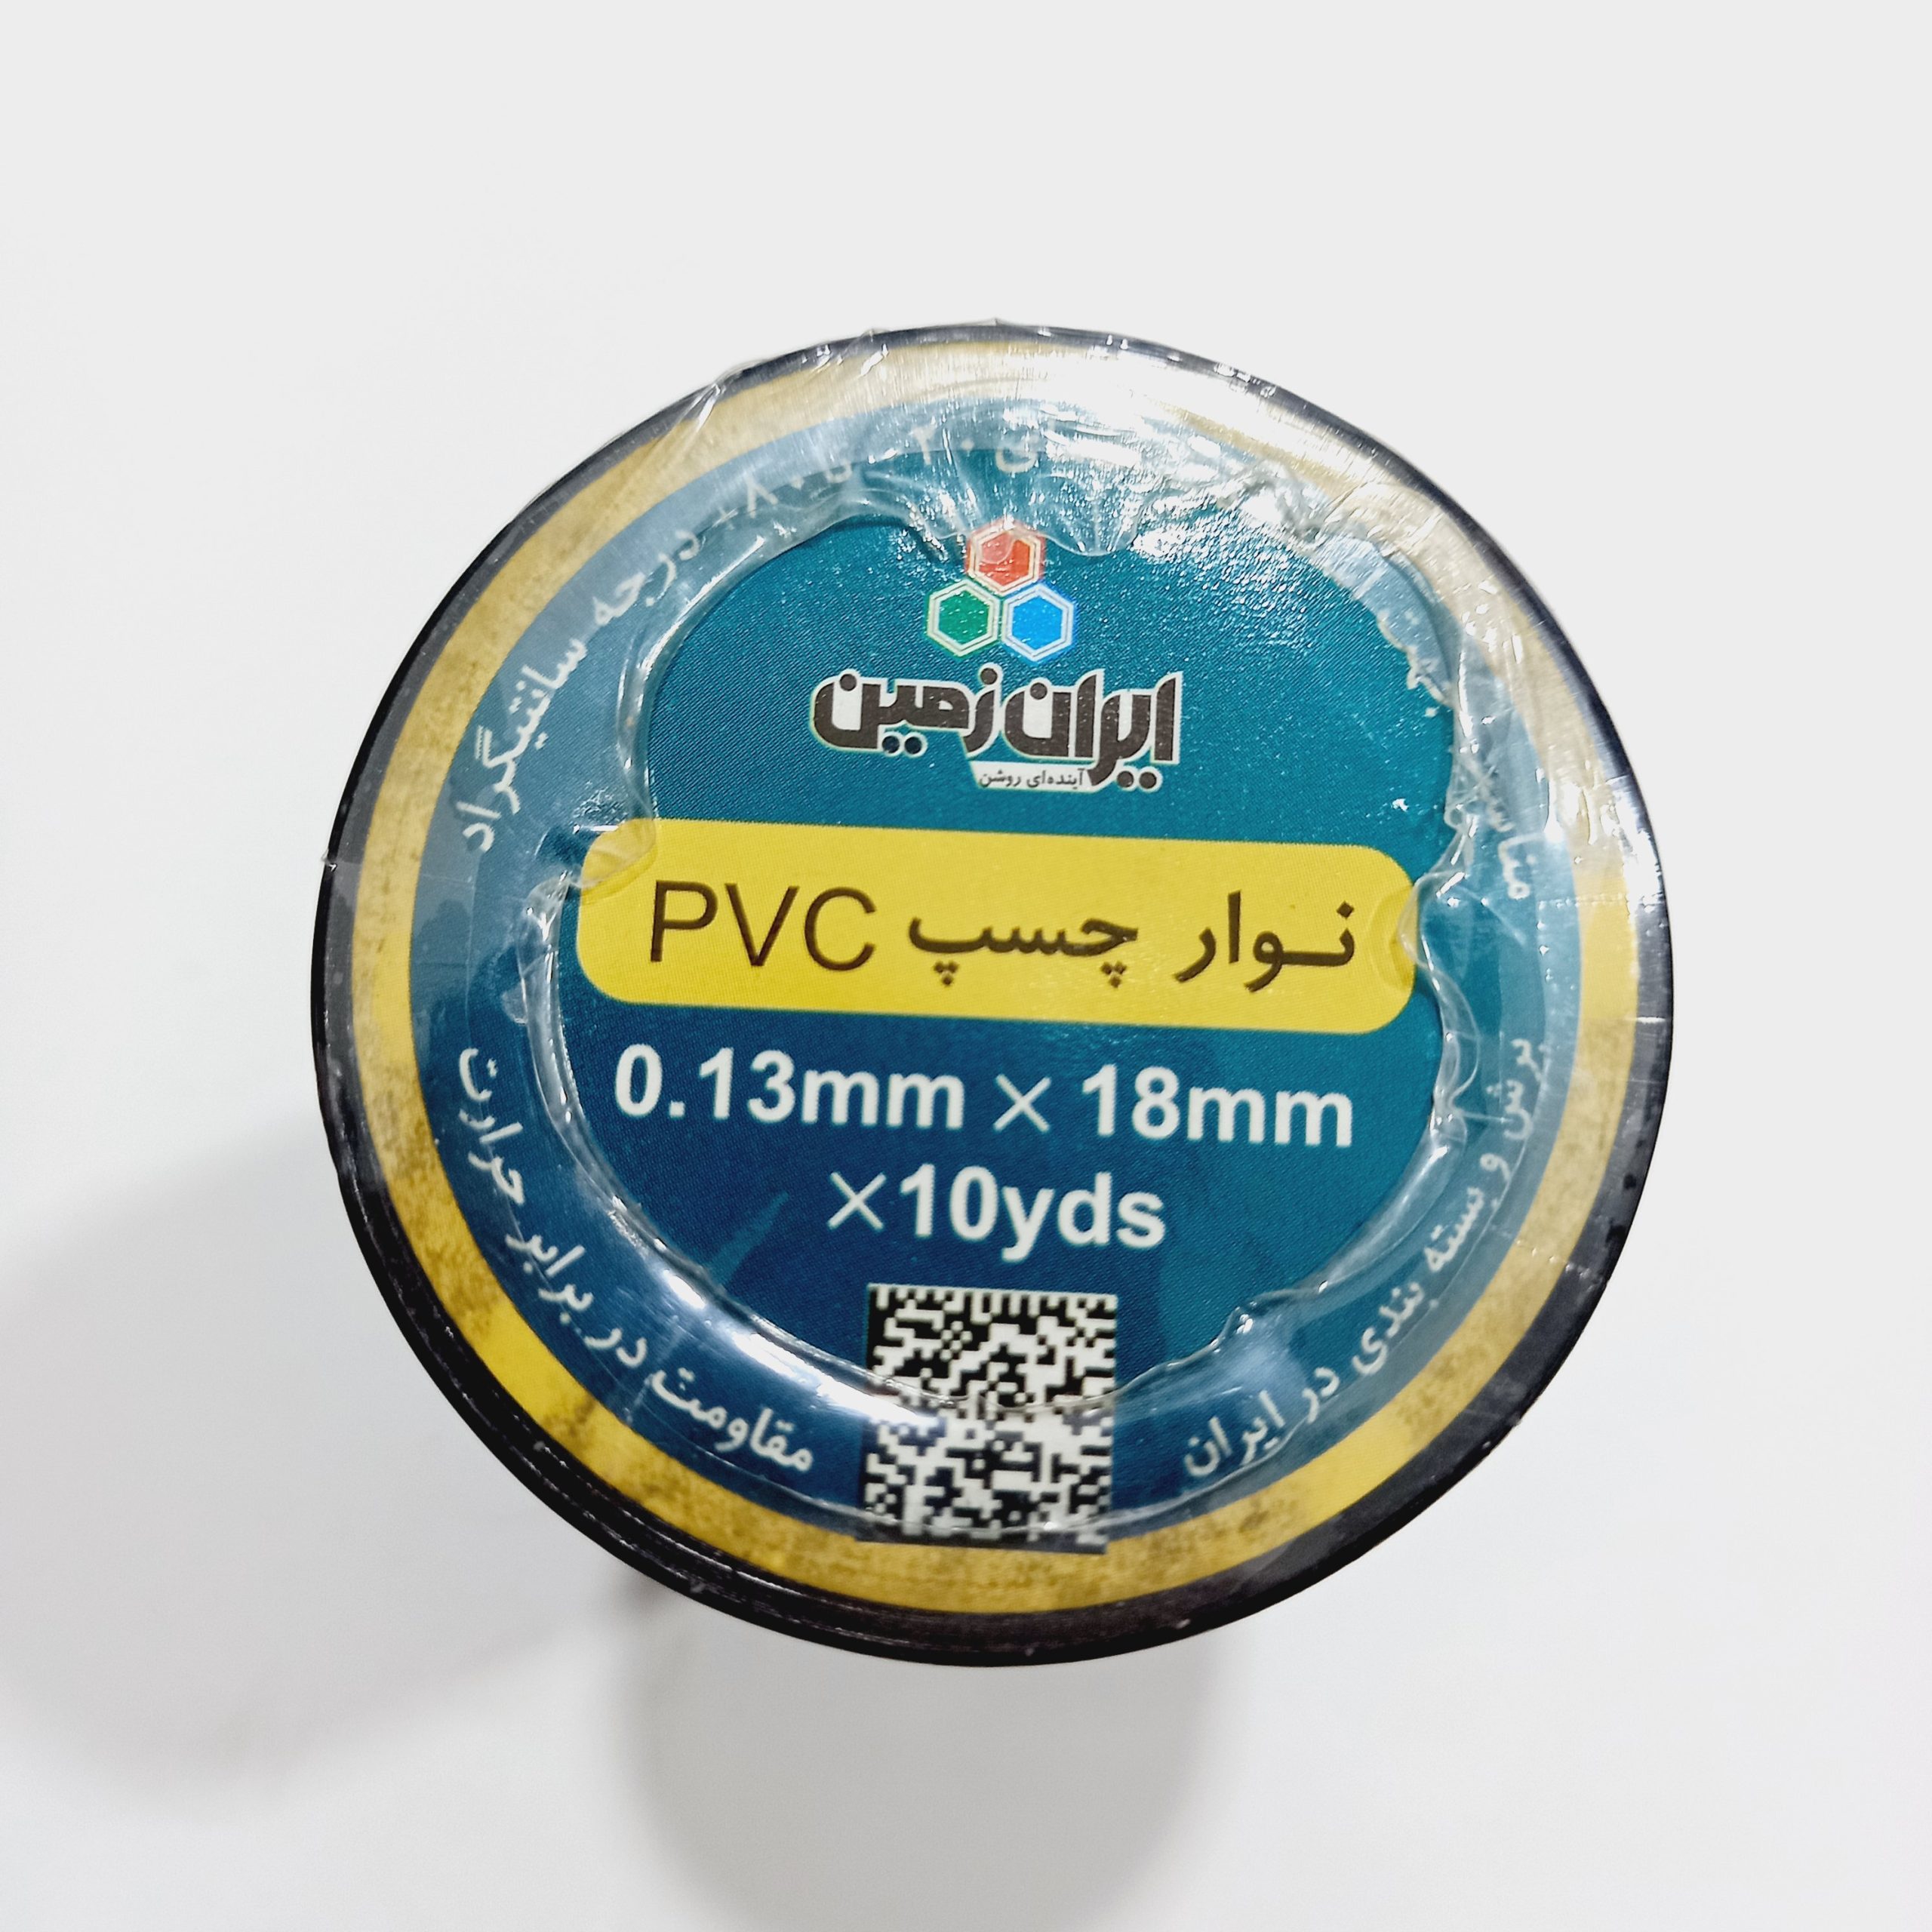 ایران زمین
آینده‌ای روشن
نوار چسپ PVC
0.13mm × 18mm
×10yds
مقاومت در برابر حرارت
درجه سانتیگراد
برش و بسته بندی در ایران